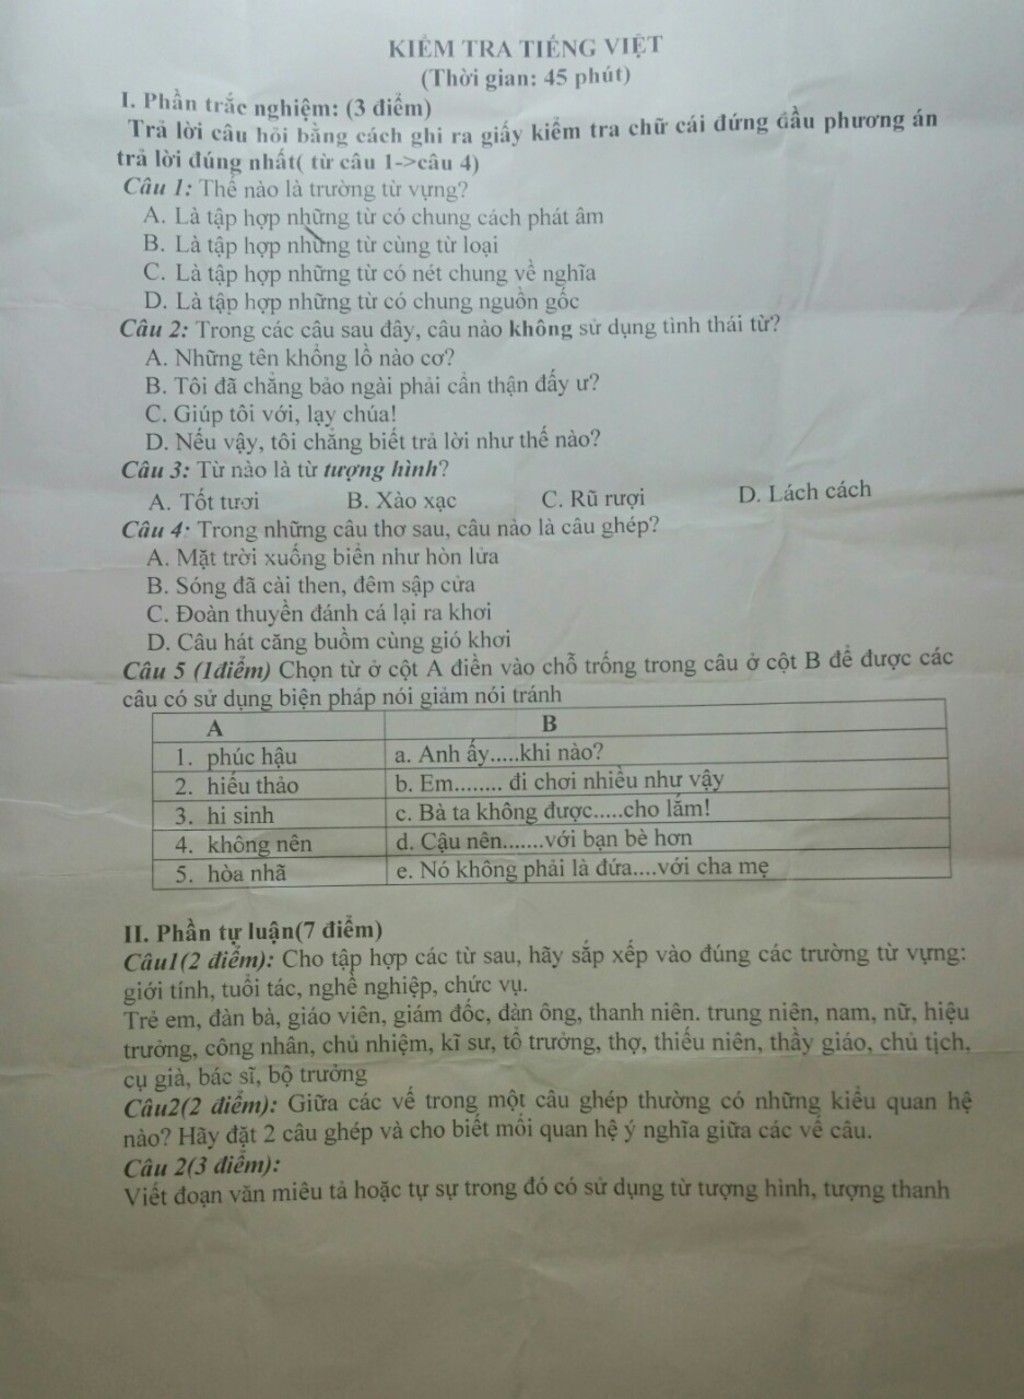 KIỂM TRA TIẾNG VIỆT
(Thời gian: 45 phút)
I. Phần trắc nghiệm: (3 điểm)
Trả lời câu hỏi bằng cách ghi ra giấy kiểm tra chữ cái đứng đầu phương án
trả lời đúng nhất( từ câu 1->câu 4)
Câu 1: Thế nào là trường từ vựng?
A. Là tập hợp những từ có chung cách phát âm
B. Là tập hợp những từ cùng từ loại
C. Là tập hợp những từ có nét chung về nghĩa
D. Là tập hợp những từ có chung nguồn gốc
Câu 2: Trong các câu sau đây, câu nào không sử dụng tình thái từ?
A. Những tên khổng lồ nào cơ?
B. Tôi đã chẳng bảo ngài phải cẩn thận đấy ư?
C. Giúp tôi với, lạy chúa!
D. Nếu vậy, tôi chẳng biết trả lời như thế nào?
Câu 3: Từ nào là từ tượng hình?
A. Tốt tươi B. Xào xạc C. Rũ rượi D. Lách cách
Câu 4: Trong những câu thơ sau, câu nào là câu ghép?
A. Mặt trời xuống biển như hòn lửa
B. Sóng đã cài then, đêm sập cửa
C. Đoàn thuyền đánh cá lại ra khơi
D. Câu hát căng buồm cùng gió khơi
Câu 5 (1điểm) Chọn từ ở cột A điền vào chỗ trống trong câu ở cột B để được các
câu có sử dụng biện pháp nói giảm nói tránh
A B
1. phúc hậu a. Anh ấy.....khi nào?
2. hiếu thảo b. Em........ đi chơi nhiều như vậy
3. hi sinh c. Bà ta không được.....cho lắm!
4. không nên d. Cậu nên.......với bạn bè hơn
5. hòa nhã e. Nó không phải là đứa....với cha mẹ
II. Phần tự luận(7 điểm)
Câu1(2 điểm): Cho tập hợp các từ sau, hãy sắp xếp vào đúng các trường từ vựng:
giới tính, tuổi tác, nghề nghiệp, chức vụ.
Trẻ em, đàn bà, giáo viên, giám đốc, đàn ông, thanh niên. trung niên, nam, nữ, hiệu
trưởng, công nhân, chủ nhiệm, kĩ sư, tổ trưởng, thợ, thiếu niên, thầy giáo, chủ tịch,
cụ già, bác sĩ, bộ trưởng
Câu2(2 điểm): Giữa các vế trong một câu ghép thường có những kiểu quan hệ
nào? Hãy đặt 2 câu ghép và cho biết mối quan hệ ý nghĩa giữa các vế câu.
Câu 2(3 điểm):
Viết đoạn văn miêu tả hoặc tự sự trong đó có sử dụng từ tượng hình, tượng thanh